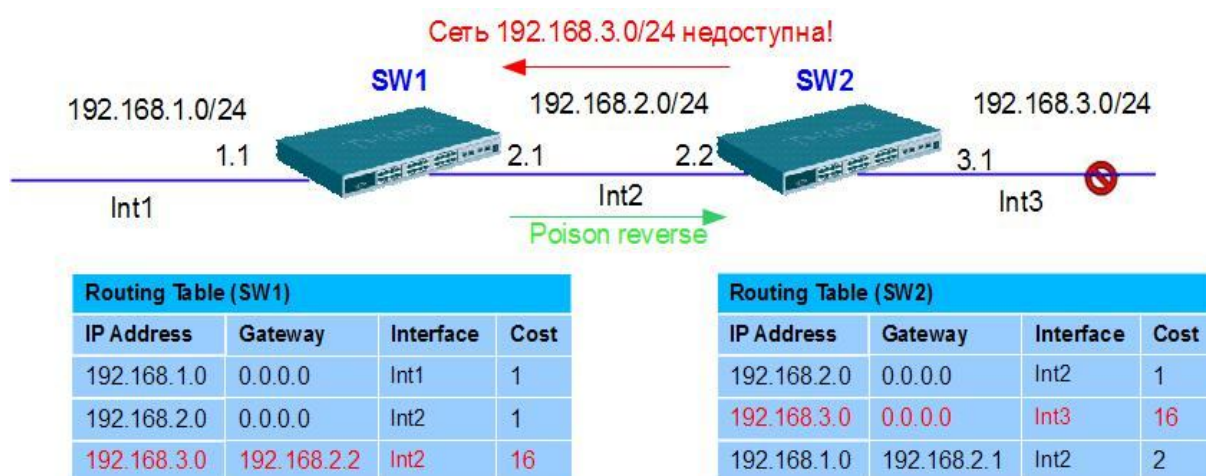 Сеть 192.168.3.0/24 недоступна!
SW1
SW2
192.168.1.0/24
192.168.2.0/24
192.168.3.0/24
1.1
2.1
2.2
3.1
Int1
Int2
Int3
Poison reverse
Routing Table (SW1)
IP Address Gateway Interface Cost
192.168.1.0 0.0.0.0 Int1 1
192.168.2.0 0.0.0.0 Int2 1
192.168.3.0 192.168.2.2 Int2 16
Routing Table (SW2)
IP Address Gateway Interface Cost
192.168.2.0 0.0.0.0 Int2 1
192.168.3.0 0.0.0.0 Int3 16
192.168.1.0 192.168.2.1 Int2 2